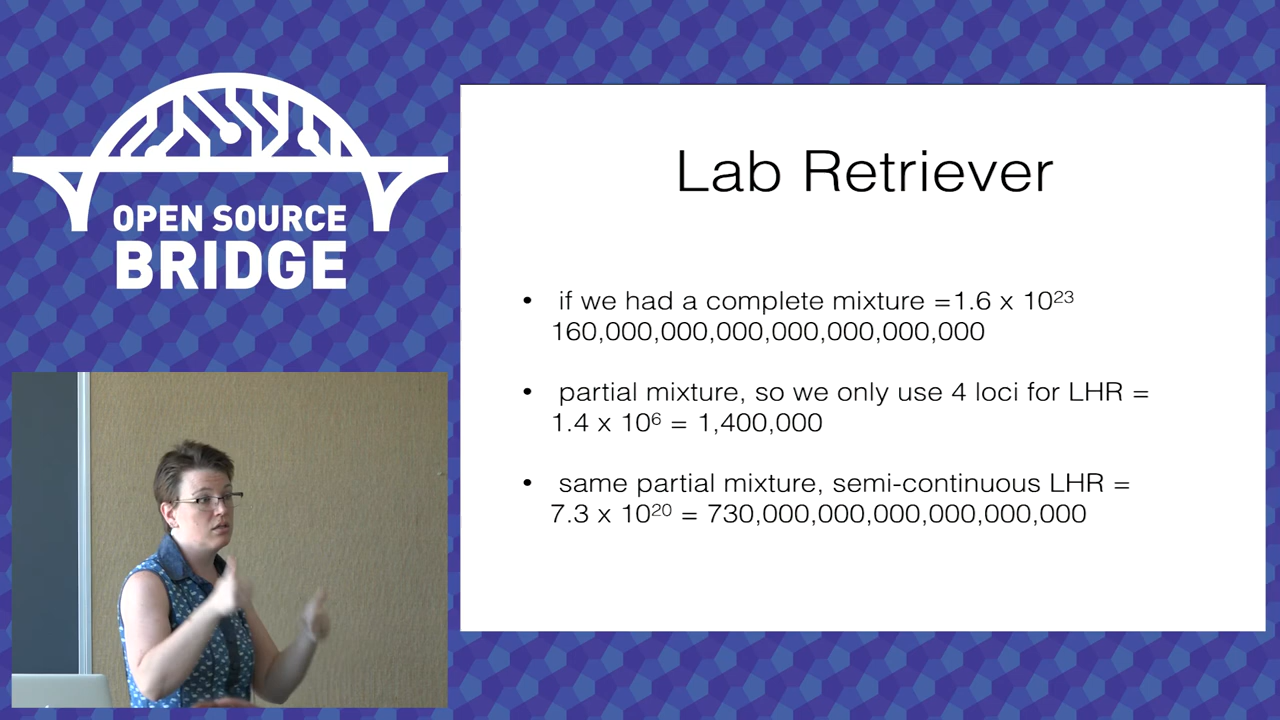 OPEN SOURCE
BRIDGE
Lab Retriever
• if we had a complete mixture =1.6 x 10²³
160,000,000,000,000,000,000,000
• partial mixture, so we only use 4 loci for LHR =
1.4 x 10⁶ = 1,400,000
• same partial mixture, semi-continuous LHR =
7.3 x 10²⁰ = 730,000,000,000,000,000,000